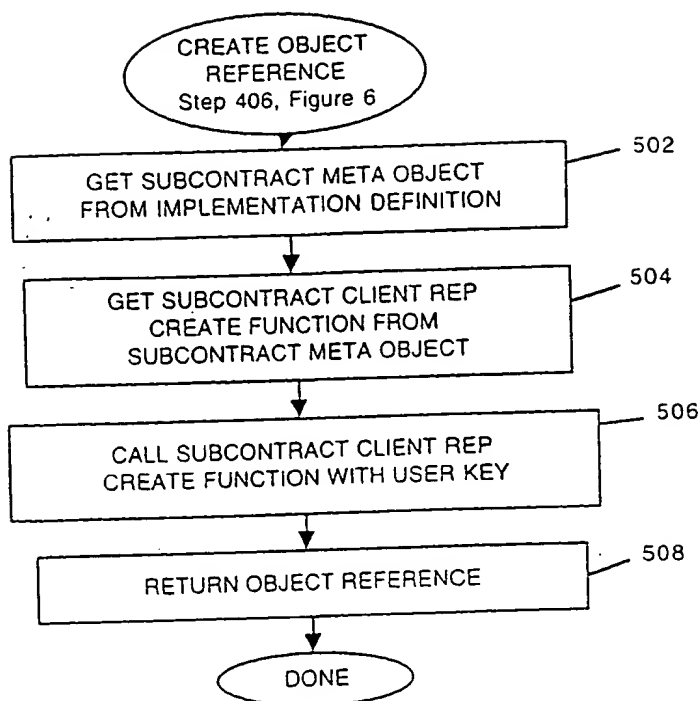 CREATE OBJECT
REFERENCE
Step 406, Figure 6
502
GET SUBCONTRACT META OBJECT
FROM IMPLEMENTATION DEFINITION
504
GET SUBCONTRACT CLIENT REP
CREATE FUNCTION FROM
SUBCONTRACT META OBJECT
506
CALL SUBCONTRACT CLIENT REP
CREATE FUNCTION WITH USER KEY
508
RETURN OBJECT REFERENCE
DONE